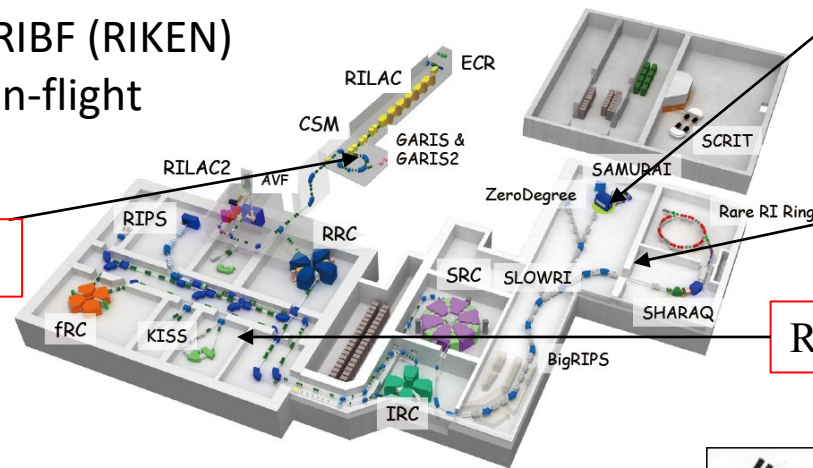 RIBF (RIKEN)
n-flight
ECR
RILAC
CSM
GARIS &
GARIS2
SCRIT
RILAC2
AVF
SAMURAI
ZeroDegree
RIPS
Rare RI Ring
RRC
SRC
SLOWRI
SHARAQ
fRC
KISS
R
BigRIPS
IRC